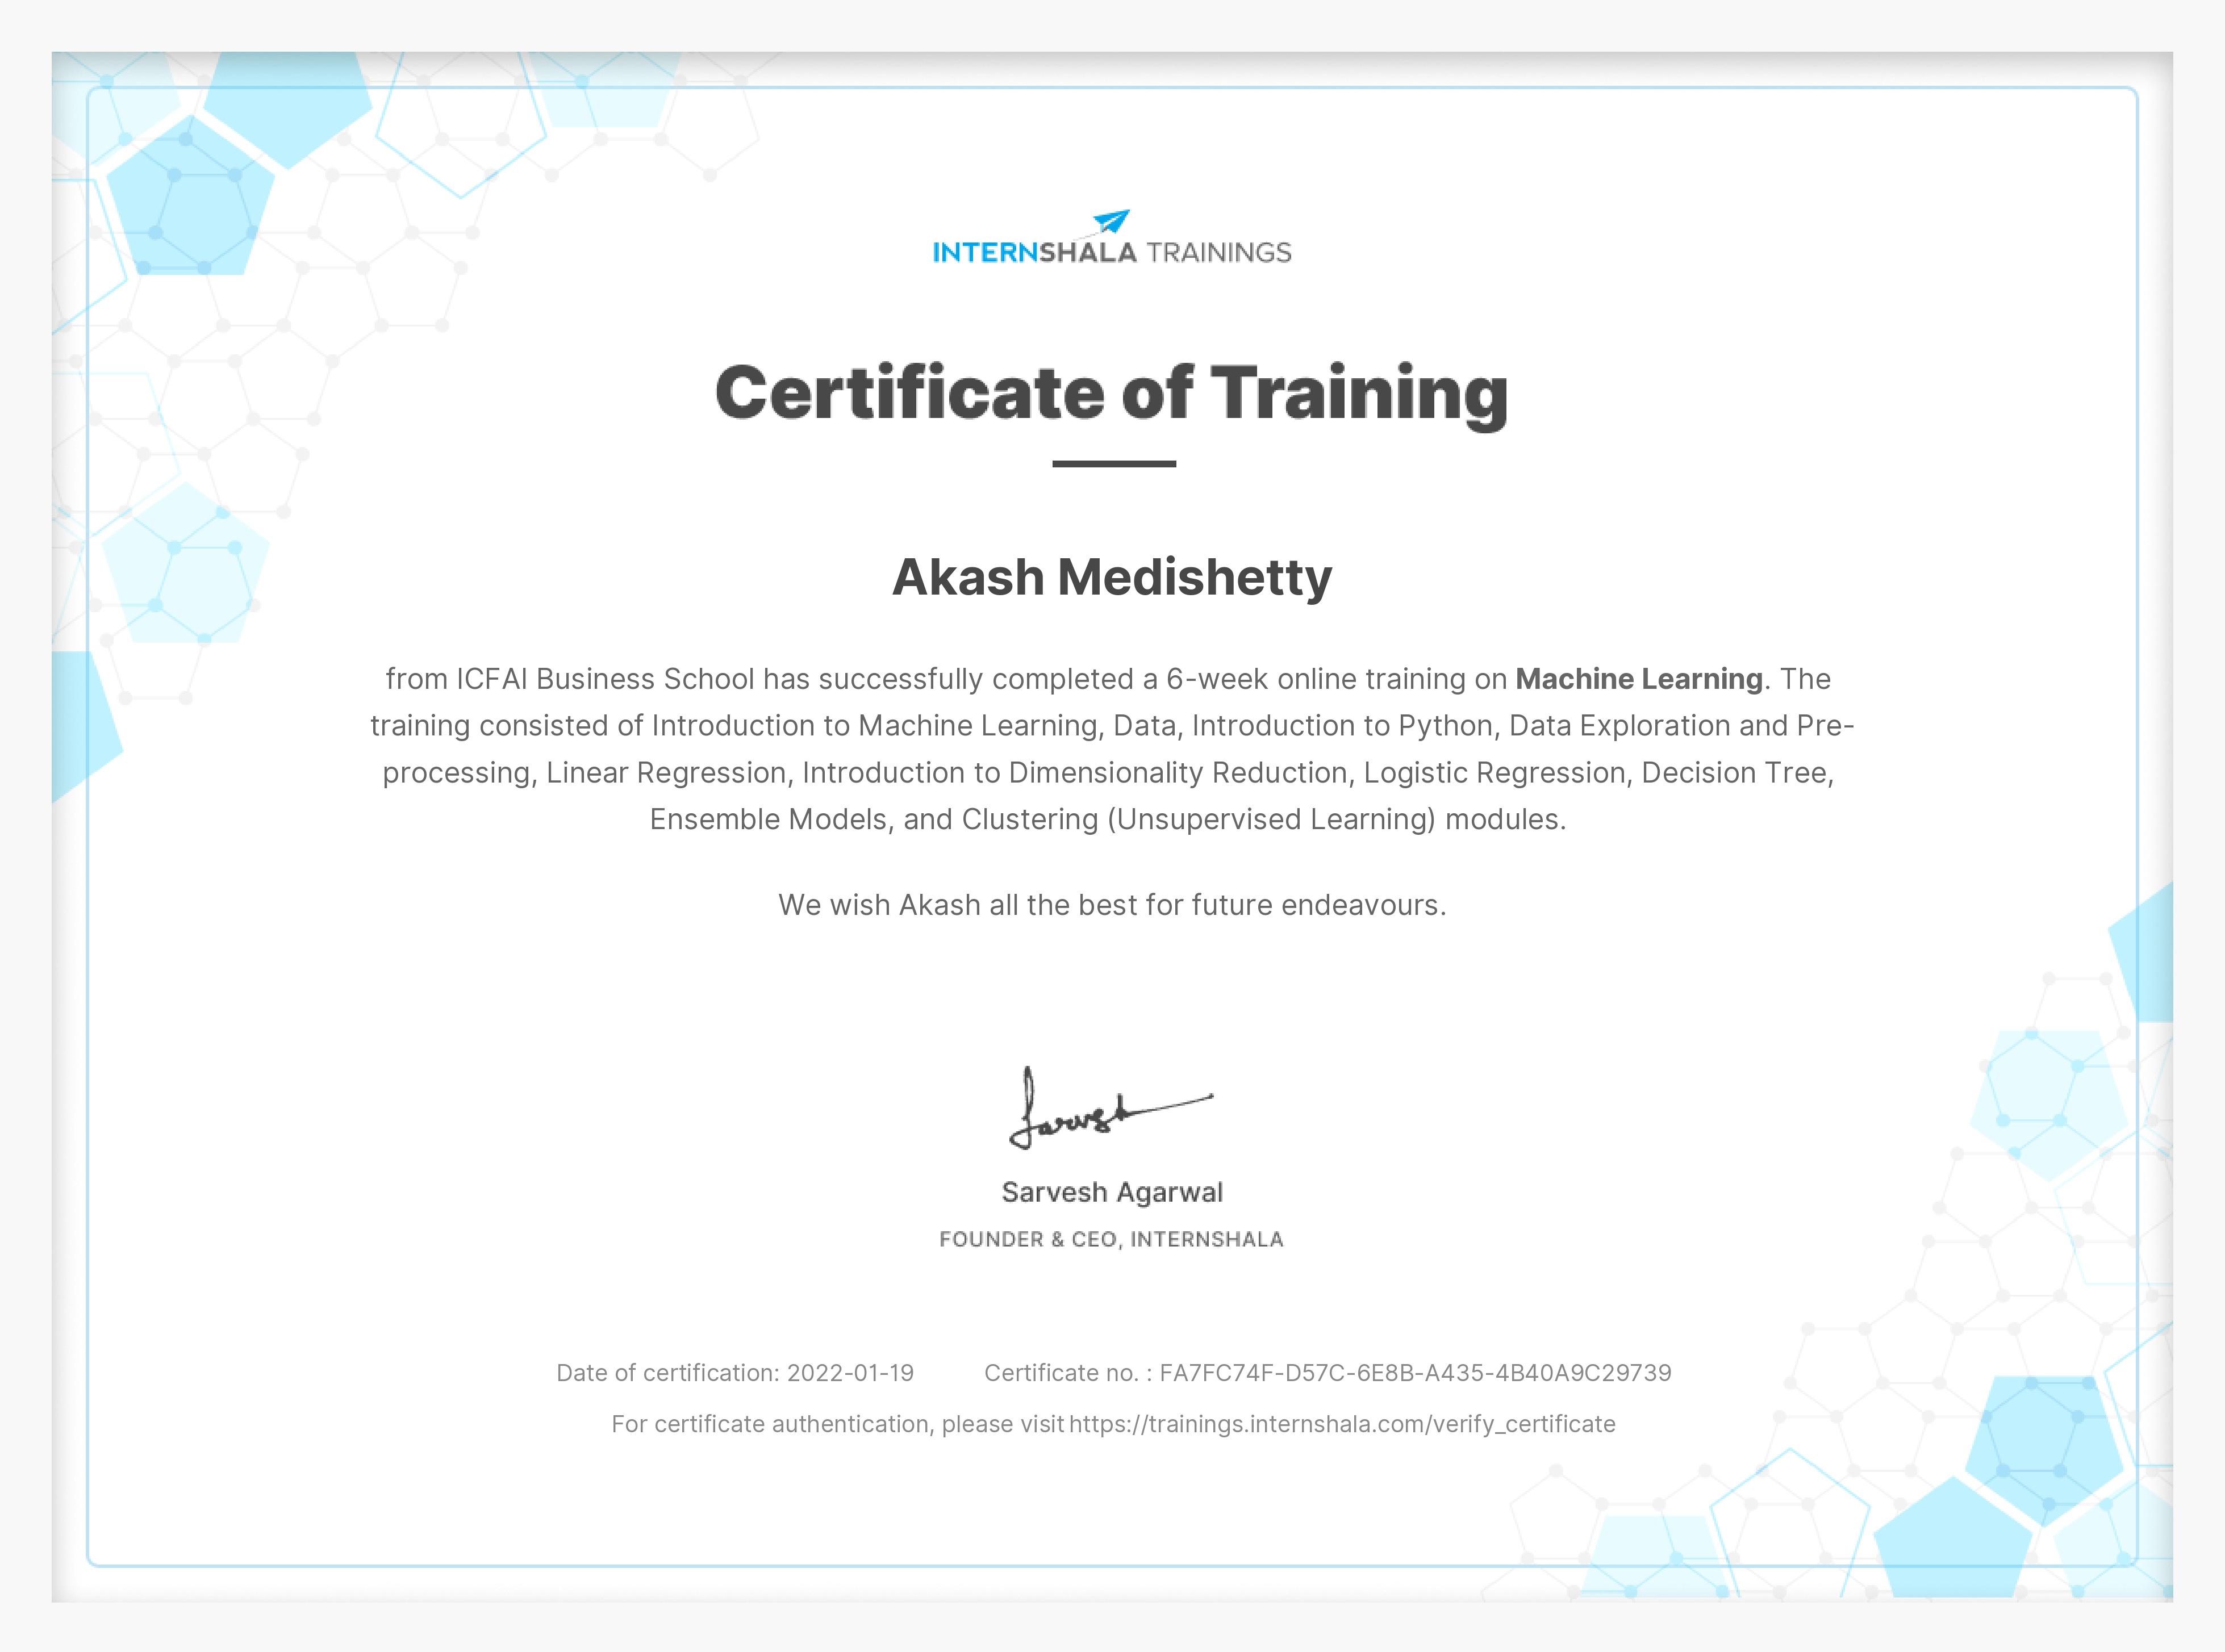 INTERNSHALA TRAININGS
Certificate of Training
Akash Medishetty
from ICFAI Business School has successfully completed a 6-week online training on Machine Learning. The
training consisted of Introduction to Machine Learning, Data, Introduction to Python, Data Exploration and Pre-
processing, Linear Regression, Introduction to Dimensionality Reduction, Logistic Regression, Decision Tree,
Ensemble Models, and Clustering (Unsupervised Learning) modules.
We wish Akash all the best for future endeavours.
Sarvesh
Sarvesh Agarwal
FOUNDER & CEO, INTERNSHALA
Date of certification: 2022-01-19 Certificate no. : FA7FC74F-D57C-6E8B-A435-4B40A9C29739
For certificate authentication, please visit https://trainings.internshala.com/verify_certificate